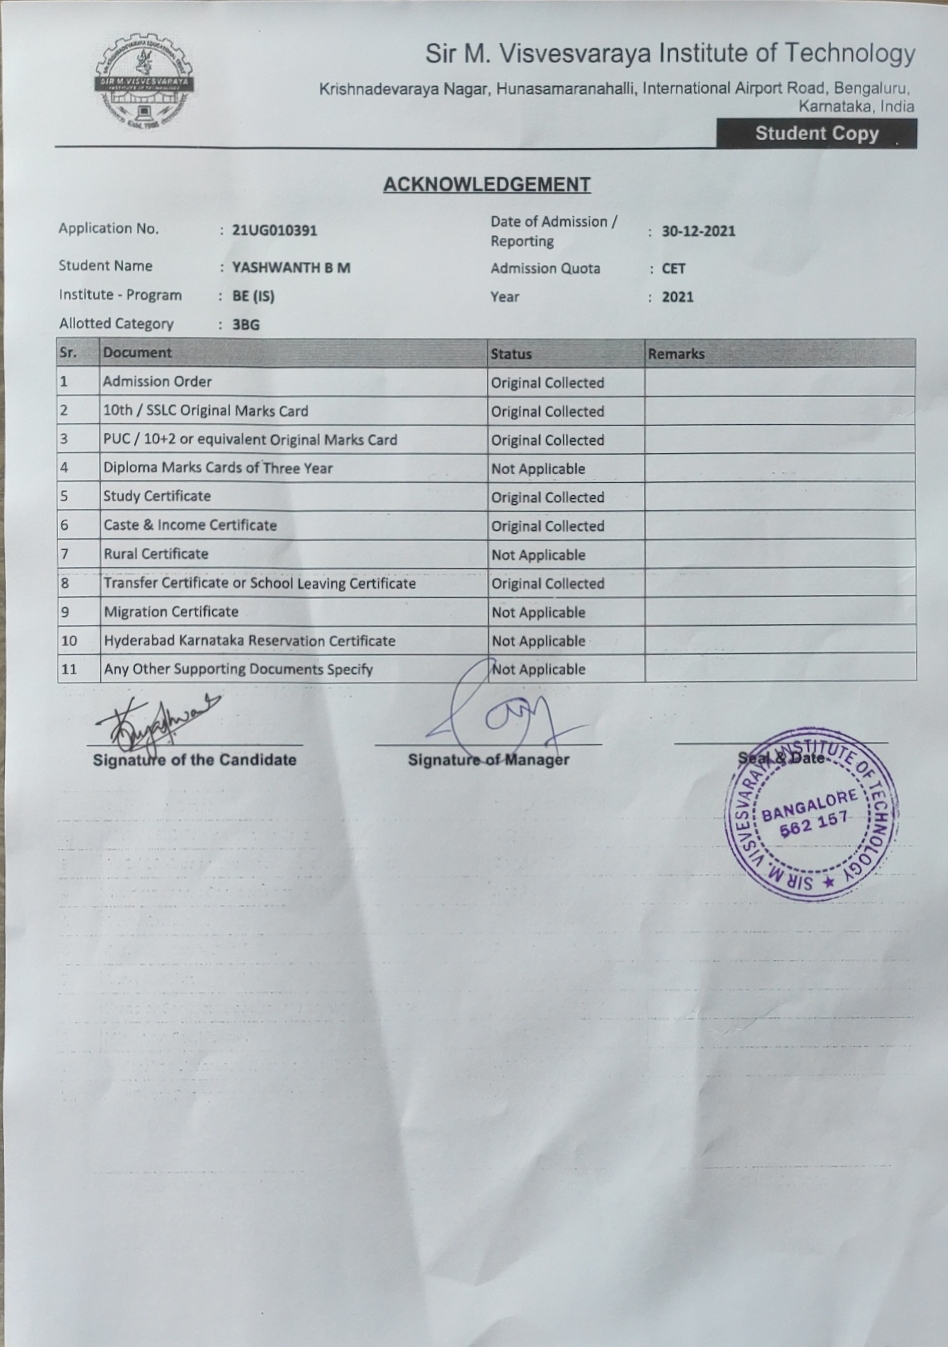 SIR M. VISVESVARAYA
Sir M. Visvesvaraya Institute of Technology
Krishnadevaraya Nagar, Hunasamaranahalli, International Airport Road, Bengaluru,
Karnataka, India
Student Copy
ACKNOWLEDGEMENT
Application No. : 21UG010391 Date of Admission / Reporting : 30-12-2021
Student Name : YASHWANTH B M Admission Quota : CET
Institute - Program : BE (IS) Year : 2021
Allotted Category : 3BG
Sr. Document Status Remarks
1 Admission Order Original Collected
2 10th / SSLC Original Marks Card Original Collected
3 PUC / 10+2 or equivalent Original Marks Card Original Collected
4 Diploma Marks Cards of Three Year Not Applicable
5 Study Certificate Original Collected
6 Caste & Income Certificate Original Collected
7 Rural Certificate Not Applicable
8 Transfer Certificate or School Leaving Certificate Original Collected
9 Migration Certificate Not Applicable
10 Hyderabad Karnataka Reservation Certificate Not Applicable
11 Any Other Supporting Documents Specify Not Applicable
Signature of the Candidate Signature of Manager Seal & Date
SIR M. VISVESVARAYA INSTITUTE OF TECHNOLOGY ★
BANGALORE
562 157